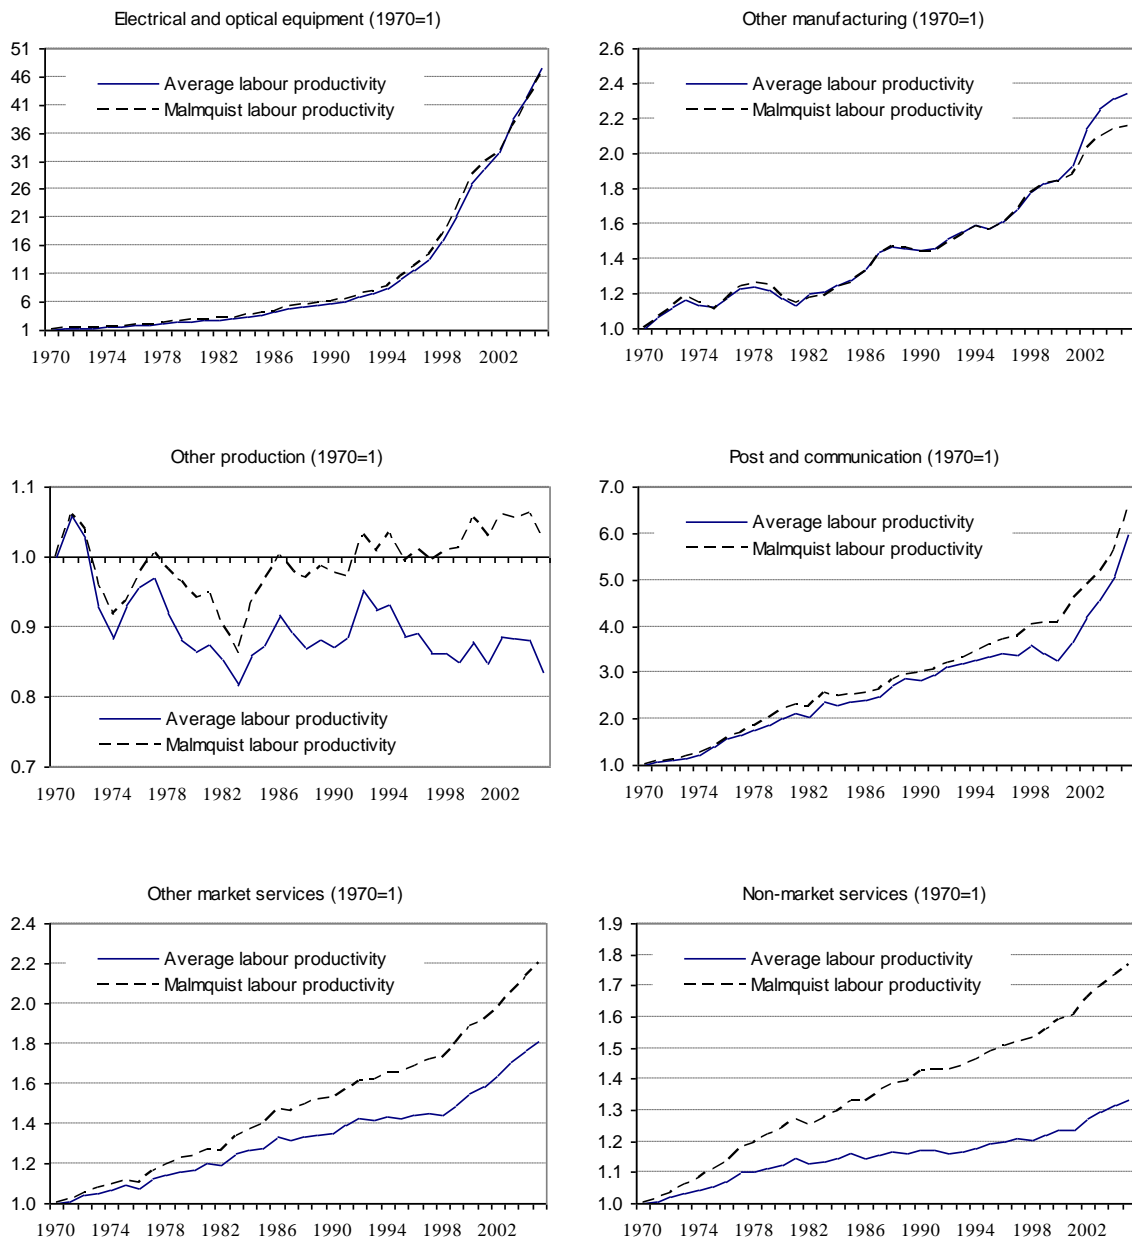 Electrical and optical equipment (1970=1)
51
46
41
36
31
26
21
16
11
6
1
Average labour productivity
Malmquist labour productivity
1970 1974 1978 1982 1986 1990 1994 1998 2002
Other manufacturing (1970=1)
2.6
2.4
2.2
2.0
1.8
1.6
1.4
1.2
1.0
Average labour productivity
Malmquist labour productivity
1970 1974 1978 1982 1986 1990 1994 1998 2002
Other production (1970=1)
1.1
1.0
0.9
0.8
0.7
Average labour productivity
Malmquist labour productivity
1970 1974 1978 1982 1986 1990 1994 1998 2002
Post and communication (1970=1)
7.0
6.0
5.0
4.0
3.0
2.0
1.0
Average labour productivity
Malmquist labour productivity
1970 1974 1978 1982 1986 1990 1994 1998 2002
Other market services (1970=1)
2.4
2.2
2.0
1.8
1.6
1.4
1.2
1.0
Average labour productivity
Malmquist labour productivity
1970 1974 1978 1982 1986 1990 1994 1998 2002
Non-market services (1970=1)
1.9
1.8
1.7
1.6
1.5
1.4
1.3
1.2
1.1
1.0
Average labour productivity
Malmquist labour productivity
1970 1974 1978 1982 1986 1990 1994 1998 2002